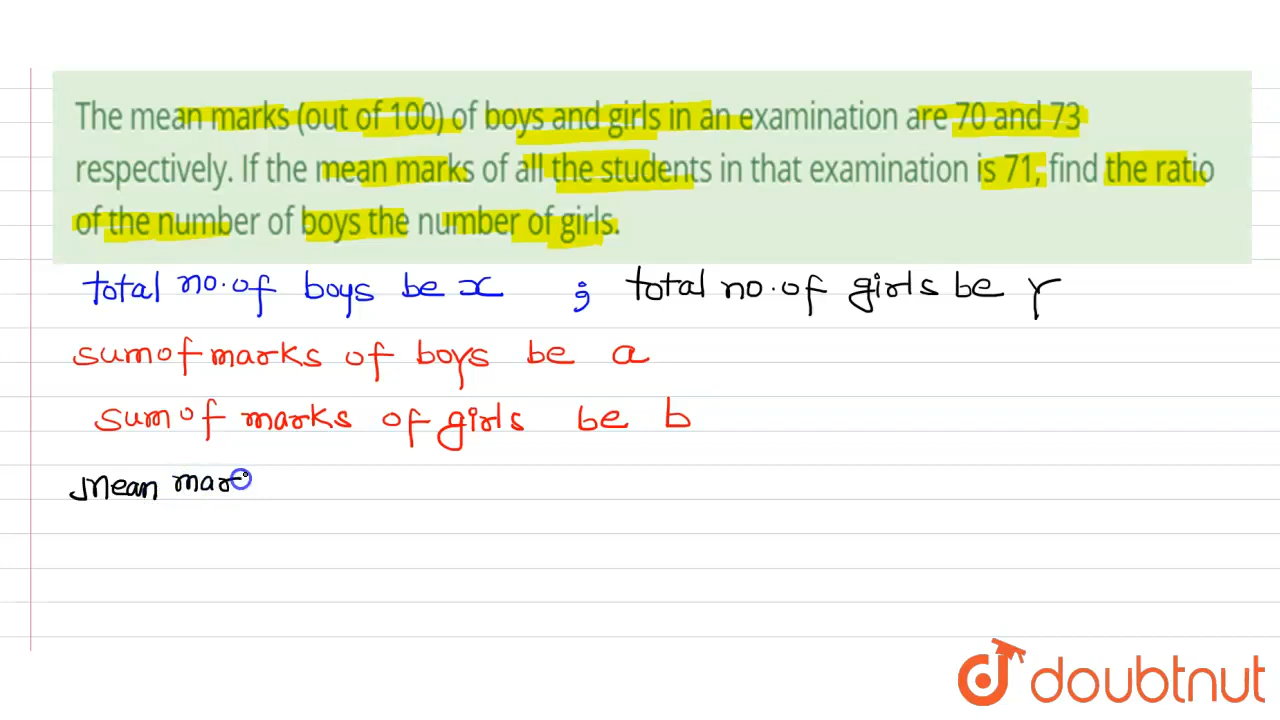 The mean marks (out of 100) of boys and girls in an examination are 70 and 73
respectively. If the mean marks of all the students in that examination is 71, find the ratio
of the number of boys the number of girls.
total no. of boys be x ; total no. of girls be y
sum of marks of boys be a
sum of marks of girls be b
Mean mar
doubtnut